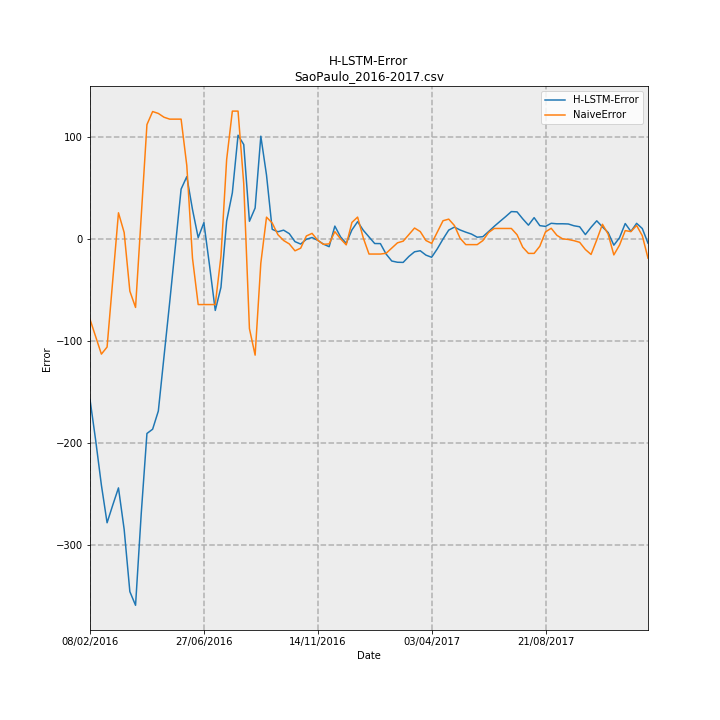 H-LSTM-Error
SaoPaulo_2016-2017.csv
H-LSTM-Error
NaiveError
100
0
−100
−200
−300
Error
08/02/2016 27/06/2016 14/11/2016 03/04/2017 21/08/2017
Date